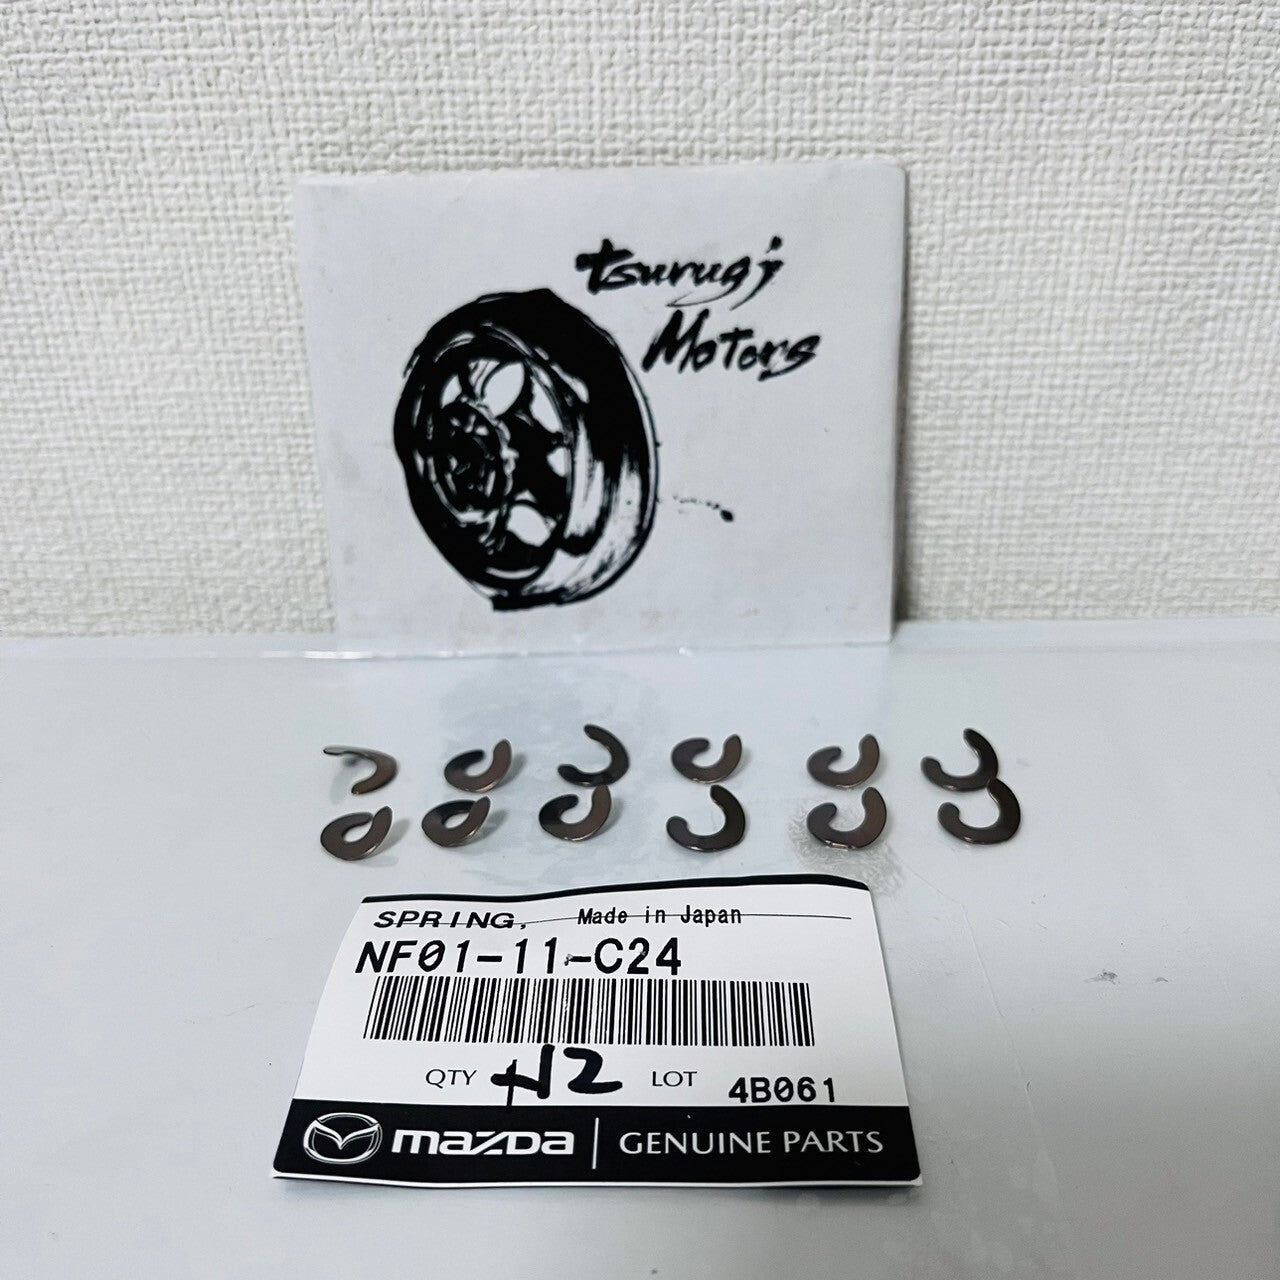 tsurugi
Motors
SPRING, Made in Japan
NF01-11-C24
QTY 12 LOT 4B061
mazda GENUINE PARTS